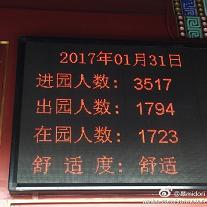 2017年01月31日
进园人数: 3517
出园人数: 1794
在园人数: 1723
舒 适 度: 舒适